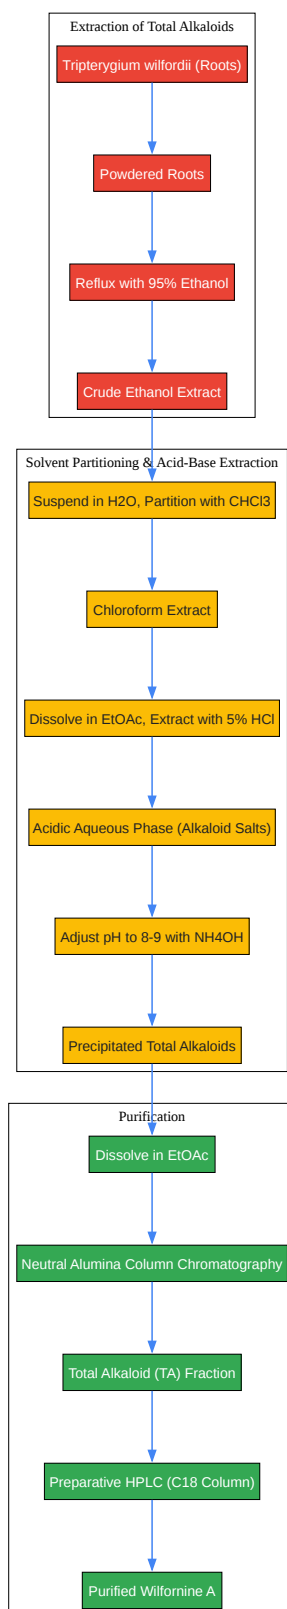 Extraction of Total Alkaloids
Tripterygium wilfordii (Roots)
Powdered Roots
Reflux with 95% Ethanol
Crude Ethanol Extract
Solvent Partitioning & Acid-Base Extraction
Suspend in H2O, Partition with CHCl3
Chloroform Extract
Dissolve in EtOAc, Extract with 5% HCl
Acidic Aqueous Phase (Alkaloid Salts)
Adjust pH to 8-9 with NH4OH
Precipitated Total Alkaloids
Purification
Dissolve in EtOAc
Neutral Alumina Column Chromatography
Total Alkaloid (TA) Fraction
Preparative HPLC (C18 Column)
Purified Wilfornine A